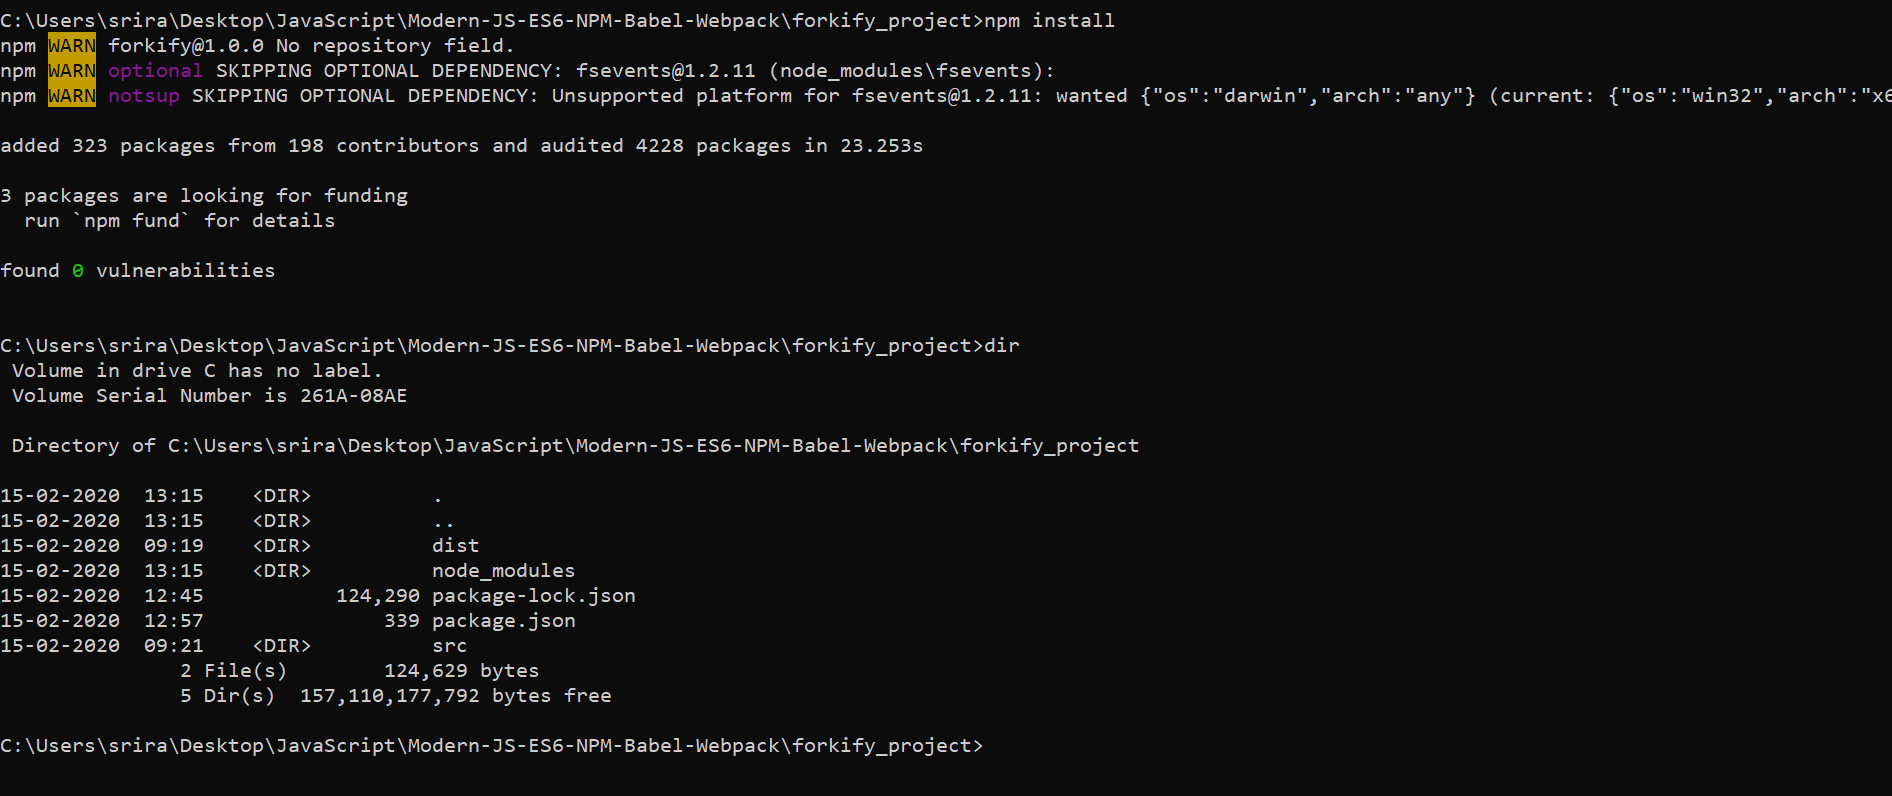 C:\Users\srira\Desktop\JavaScript\Modern-JS-ES6-NPM-Babel-Webpack\forkify_project>npm install
npm WARN forkify@1.0.0 No repository field.
npm WARN optional SKIPPING OPTIONAL DEPENDENCY: fsevents@1.2.11 (node_modules\fsevents):
npm WARN notsup SKIPPING OPTIONAL DEPENDENCY: Unsupported platform for fsevents@1.2.11: wanted {"os":"darwin","arch":"any"} (current: {"os":"win32","arch":"x6
added 323 packages from 198 contributors and audited 4228 packages in 23.253s
3 packages are looking for funding
  run `npm fund` for details
found 0 vulnerabilities
C:\Users\srira\Desktop\JavaScript\Modern-JS-ES6-NPM-Babel-Webpack\forkify_project>dir
 Volume in drive C has no label.
 Volume Serial Number is 261A-08AE
 Directory of C:\Users\srira\Desktop\JavaScript\Modern-JS-ES6-NPM-Babel-Webpack\forkify_project
15-02-2020  13:15    <DIR>          .
15-02-2020  13:15    <DIR>          ..
15-02-2020  09:19    <DIR>          dist
15-02-2020  13:15    <DIR>          node_modules
15-02-2020  12:45           124,290 package-lock.json
15-02-2020  12:57               339 package.json
15-02-2020  09:21    <DIR>          src
               2 File(s)        124,629 bytes
               5 Dir(s)  157,110,177,792 bytes free
C:\Users\srira\Desktop\JavaScript\Modern-JS-ES6-NPM-Babel-Webpack\forkify_project>